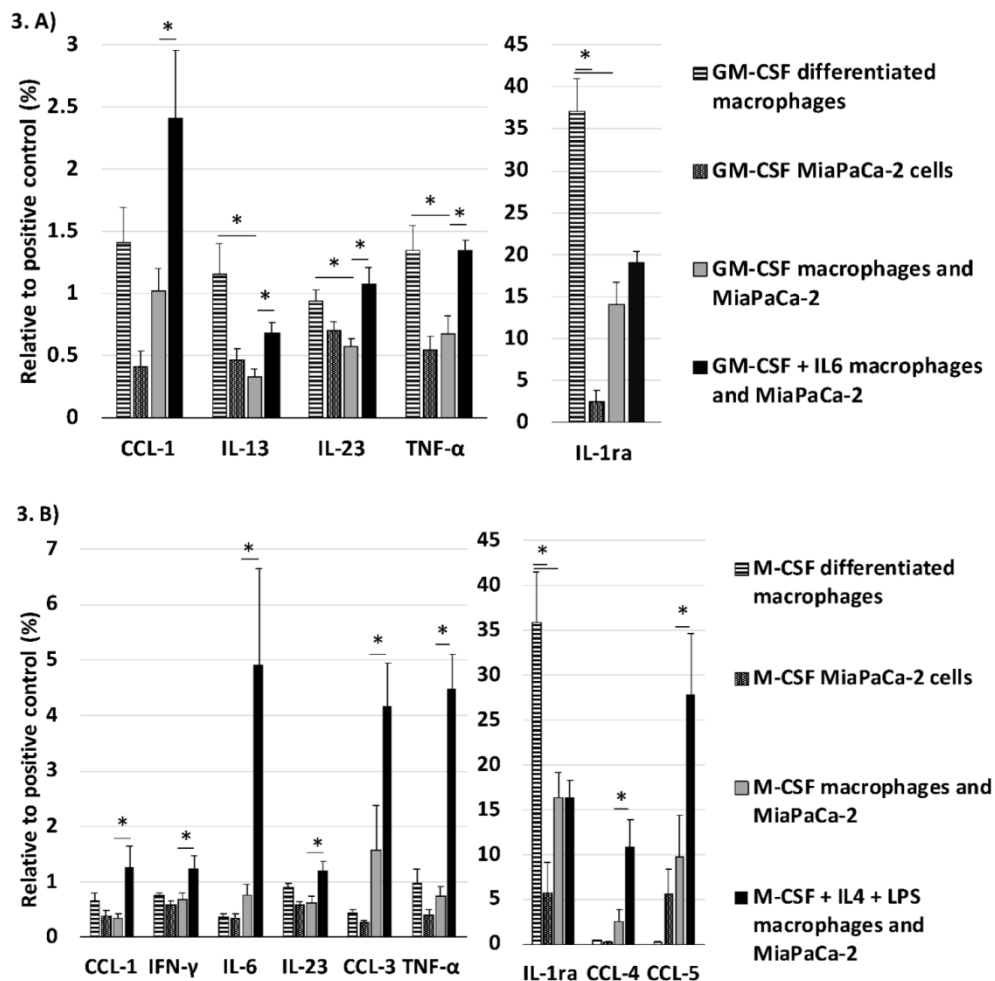 3. A)
Relative to positive control (%)
3
2.5
2
1.5
1
0.5
0
*
*
*
*
*
*
*
CCL-1 IL-13 IL-23 TNF-α
45
40
35
30
25
20
15
10
5
0
*
IL-1ra
GM-CSF differentiated
macrophages
GM-CSF MiaPaCa-2 cells
GM-CSF macrophages and
MiaPaCa-2
GM-CSF + IL6 macrophages
and MiaPaCa-2
3. B)
Relative to positive control (%)
7
6
5
4
3
2
1
0
*
*
*
*
*
*
CCL-1 IFN-γ IL-6 IL-23 CCL-3 TNF-α
45
40
35
30
25
20
15
10
5
0
*
*
*
IL-1ra CCL-4 CCL-5
M-CSF differentiated
macrophages
M-CSF MiaPaCa-2 cells
M-CSF macrophages and
MiaPaCa-2
M-CSF + IL4 + LPS
macrophages and
MiaPaCa-2